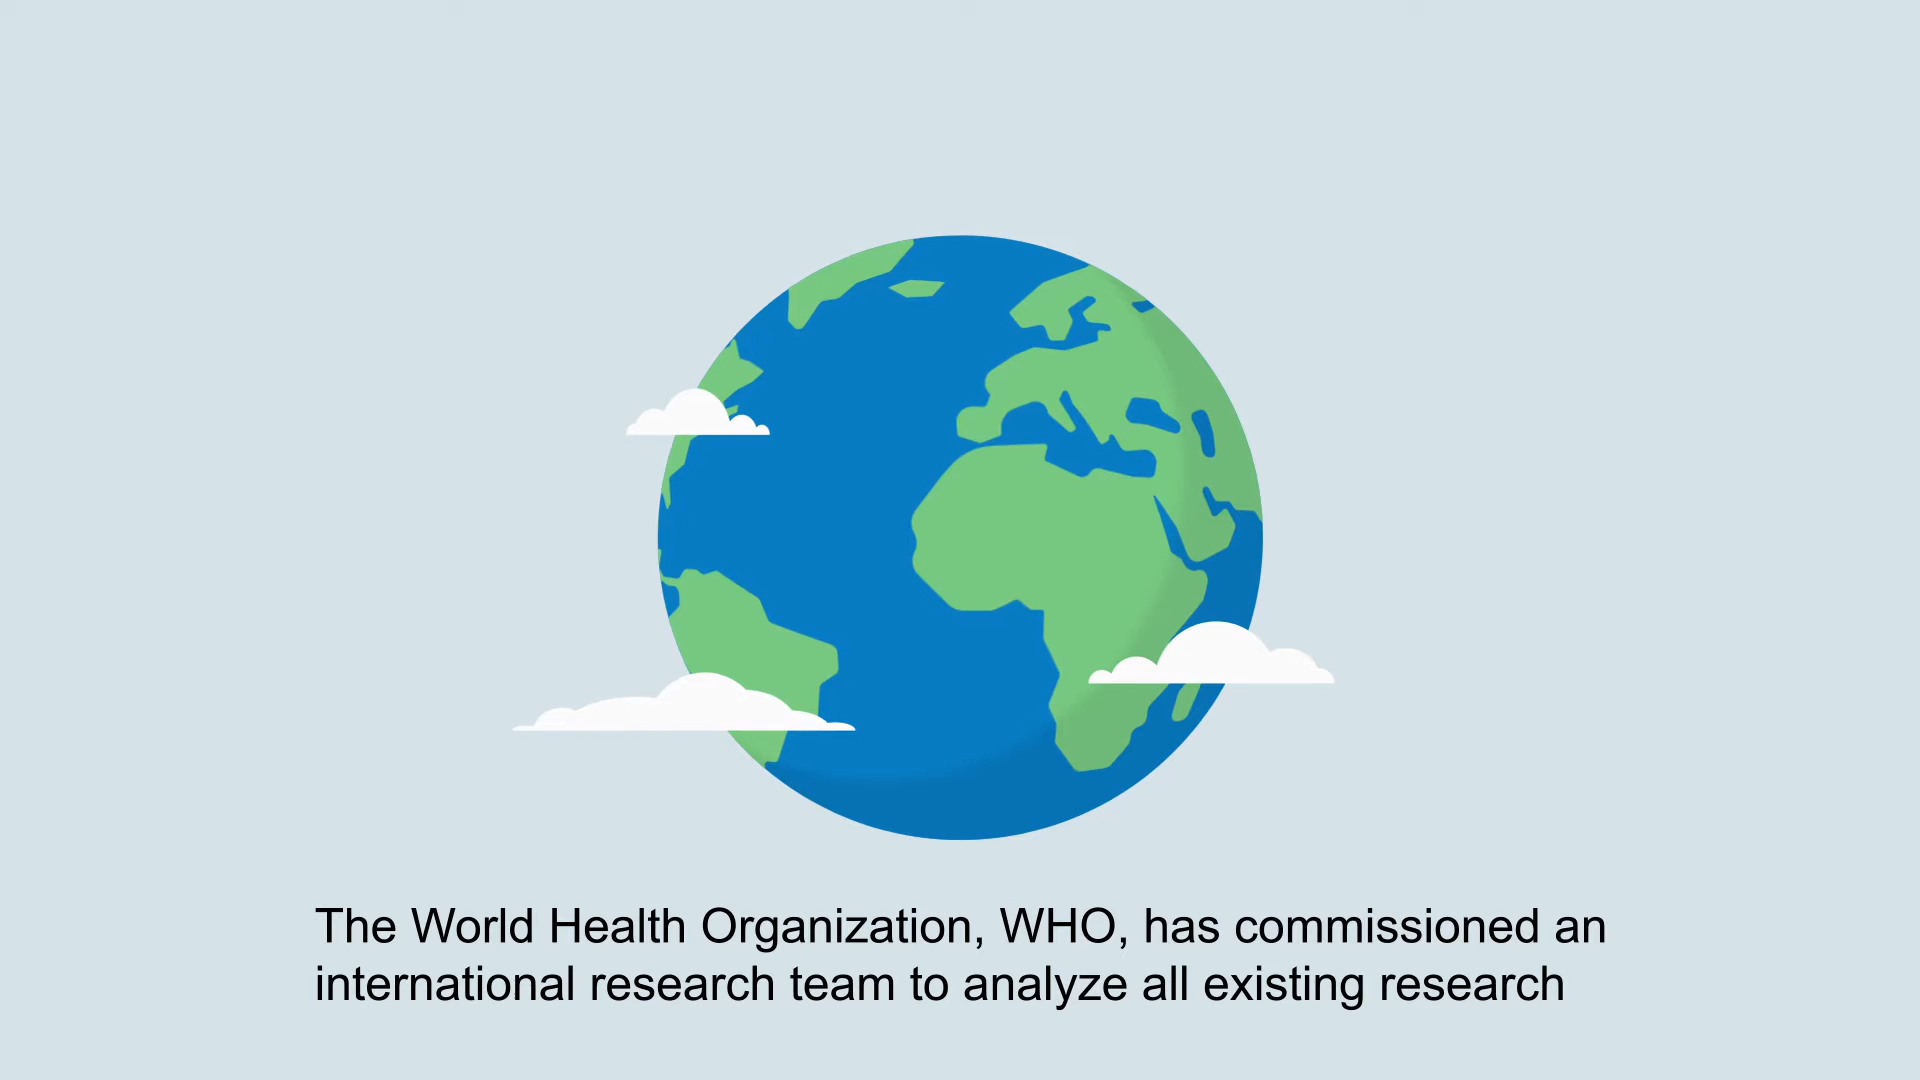 The World Health Organization, WHO, has commissioned an
international research team to analyze all existing research